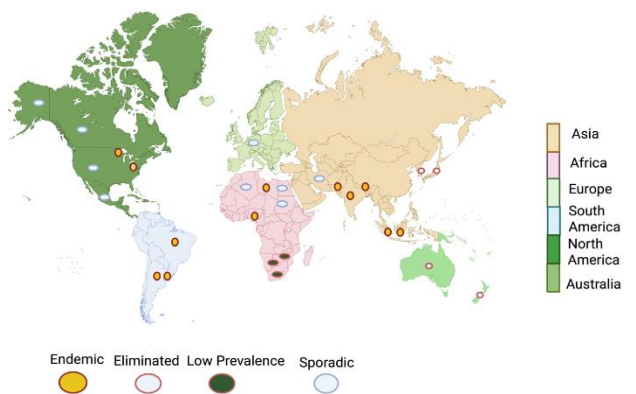 Asia
Africa
Europe
South
America
North
America
Australia
Endemic Eliminated Low Prevalence Sporadic